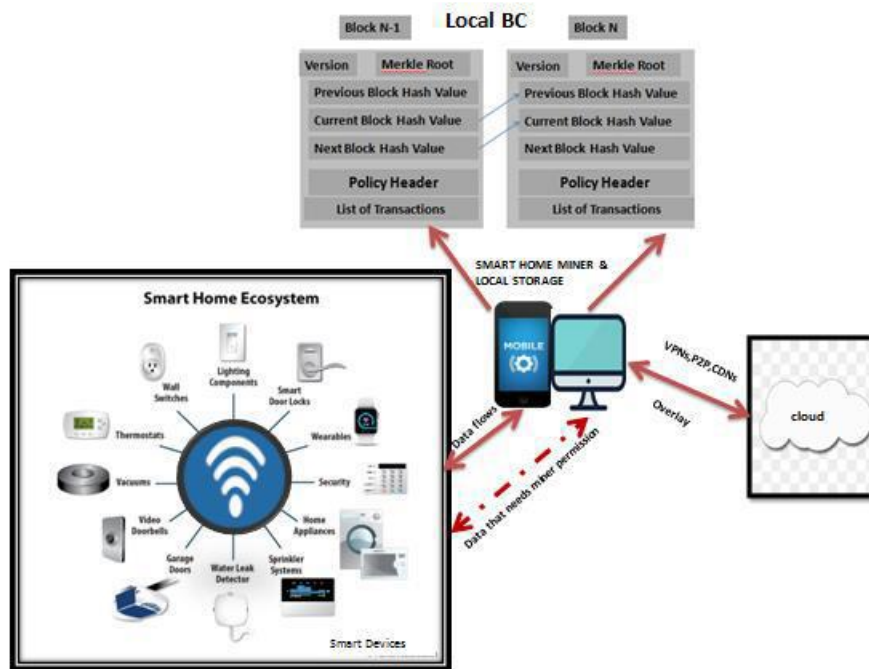 Local BC
Block N-1
Block N
Version
Merkle Root
Previous Block Hash Value
Current Block Hash Value
Next Block Hash Value
Policy Header
List of Transactions
Version
Merkle Root
Previous Block Hash Value
Current Block Hash Value
Next Block Hash Value
Policy Header
List of Transactions
SMART HOME MINER &
LOCAL STORAGE
MOBILE
VPNs,P2P,CDNs
Overlay
cloud
Data flows
Data that needs miner permission
Smart Home Ecosystem
Lighting
Components
Wall
Switches
Smart
Door Locks
Thermostats
Wearables
Vacuums
Security
Video
Doorbells
Home
Appliances
Garage
Doors
Water Leak
Detector
Sprinkler
Systems
Smart Devices